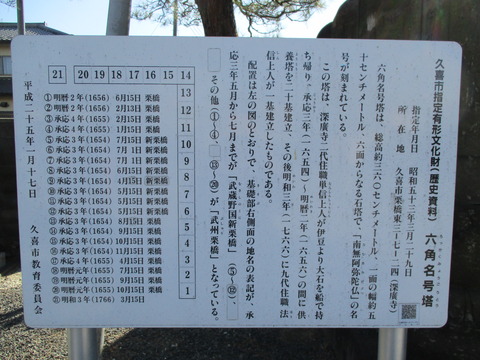 久喜市指定有形文化財(歴史資料) 六角名号塔
指定年月日 昭和五十三年三月二十九日
所在地 久喜市栗橋東三-七-二四(深廣寺)
六角名号塔は、総高約三六〇センチメートル、一面の幅約五
十センチメートル、六面からなる石塔で、「南無阿弥陀仏」の名
号が刻まれている。
この塔は、深廣寺二代住職単信上人が伊豆より大石を船で持
ち帰り、承応三年(一六五四)~明暦二年(一六五六)の間に供
養塔を二十基建立、その後明和三年(一七六六)に九代住職法
信上人が一基建立したものである。
配置は左の図のとおりで、基礎部右側面の地名の表記が、承
応三年五月から七月までが「武蔵野国新栗橋」(⑤~⑫)、
その他(①~④、⑬~⑳)が「武州栗橋」となっている。
21 20 19 18 17 16 15 14
13
12
11
10
9
8
7
6
5
4
3
2
1
①明暦2年(1656) 6月15日 栗橋
②明暦2年(1656) 2月15日 栗橋
③承応4年(1655) 2月15日 栗橋
④承応4年(1655) 1月15日 栗橋
⑤承応3年(1654) 7月15日 新栗橋
⑥承応3年(1654) 7月1日 新栗橋
⑦承応3年(1654) 6月15日 新栗橋
⑧承応3年(1654) 6月15日 新栗橋
⑨承応3年(1654) 5月15日 新栗橋
⑩承応3年(1654) 5月15日 新栗橋
⑪承応3年(1654) 5月15日 新栗橋
⑫承応3年(1654) 5月15日 新栗橋
⑬承応3年(1654) 8月15日 栗橋
⑭承応3年(1654) 9月15日 栗橋
⑮承応3年(1654) 10月15日 栗橋
⑯承応3年(1654) 11月15日 栗橋
⑰明暦元年(1655) 7月15日 栗橋
⑱明暦元年(1655) 9月15日 栗橋
⑲明暦元年(1655) 10月15日 栗橋
⑳明暦元年(1655) 11月15日 栗橋
㉑明和3年(1766) 3月15日
平成二十五年一月十七日
久喜市教育委員会